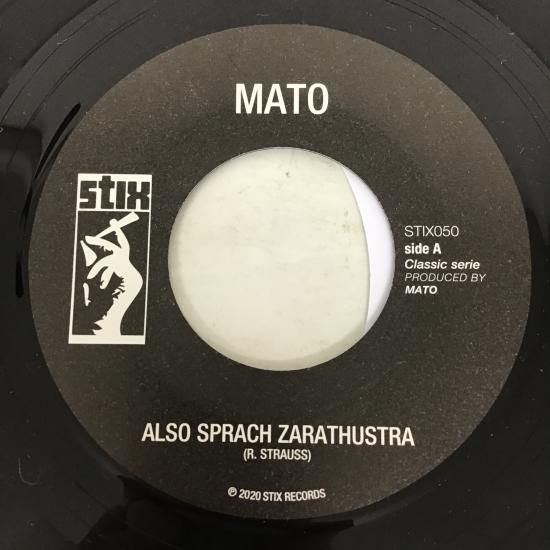 MATO
stix
STIX050
side A
Classic serie
PRODUCED BY
MATO
ALSO SPRACH ZARATHUSTRA
(R. STRAUSS)
℗ 2020 STIX RECORDS